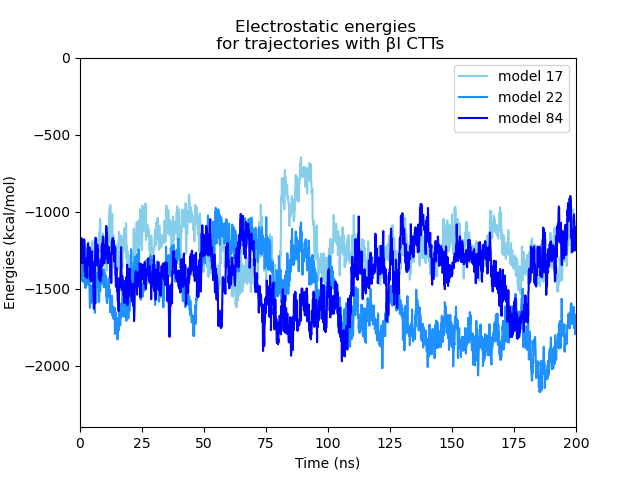 Electrostatic energies
for trajectories with βI CTTs
model 17
model 22
model 84
Energies (kcal/mol)
0
−500
−1000
−1500
−2000
0 25 50 75 100 125 150 175 200
Time (ns)